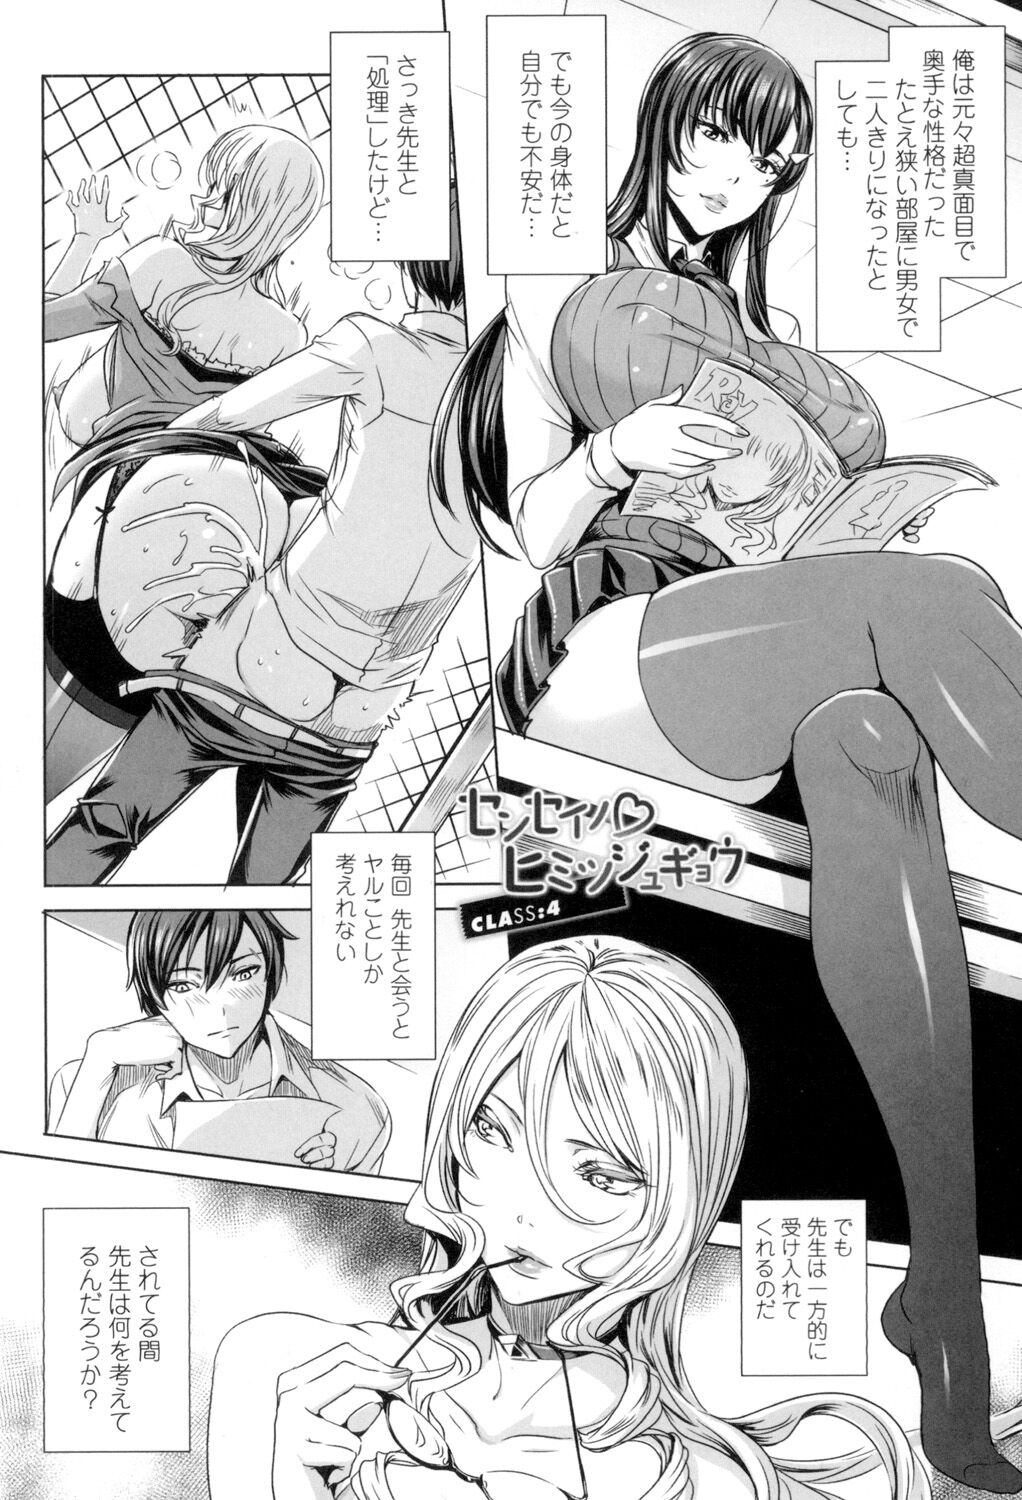 俺は元々超真面目で
奥手な性格だった
たとえ狭い部屋に男女で
二人きりになったと
しても…
でも今の身体だと
自分でも不安だ…
さっき先生と
「処理」したけど…
Ray
センセイノ♡
ヒミツジュギョウ
CLASS:4
毎回 先生と会うと
ヤルことしか
考えれない
でも
先生は一方的に
受け入れて
くれるのだ
されてる間
先生は何を考えて
るんだろうか?